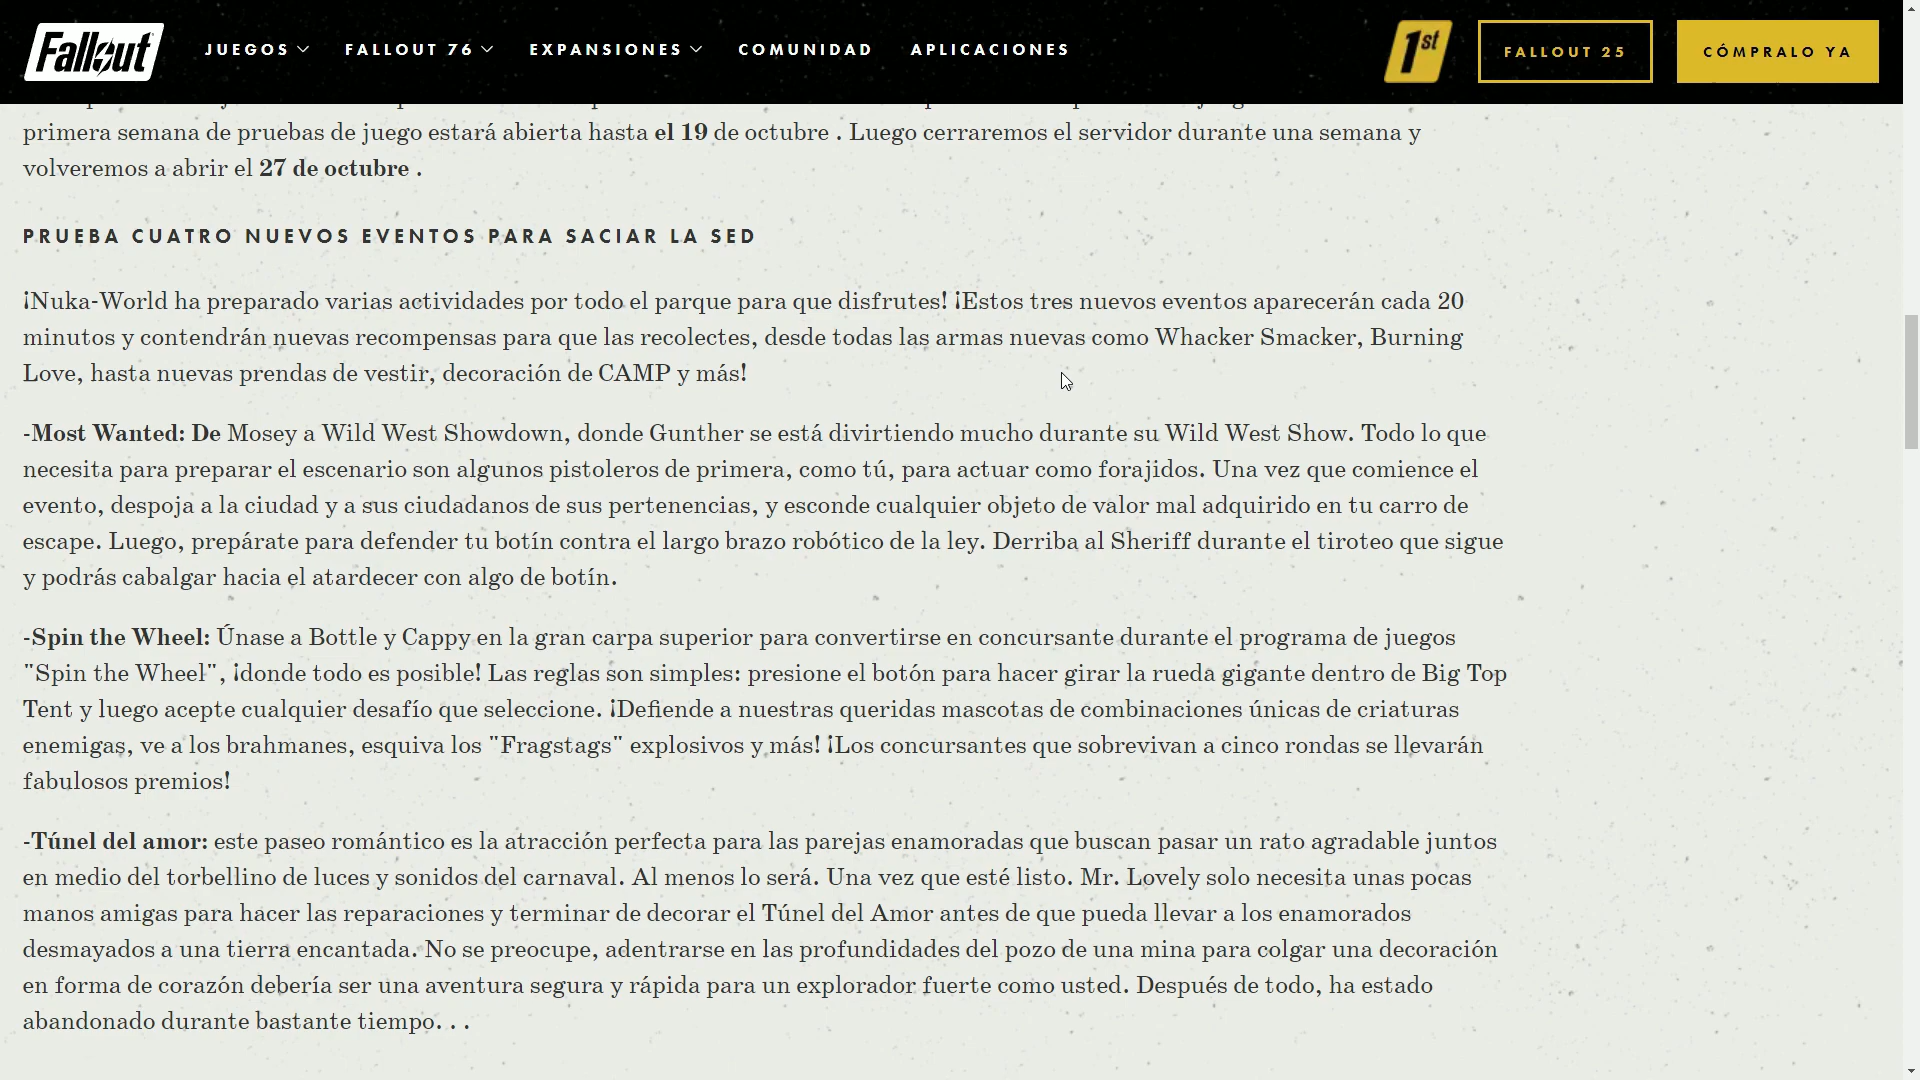 Fallout
JUEGOS
FALLOUT 76
EXPANSIONES
COMUNIDAD
APLICACIONES
1st
FALLOUT 25
CÓMPRALO YA
primera semana de pruebas de juego estará abierta hasta el 19 de octubre . Luego cerraremos el servidor durante una semana y
volveremos a abrir el 27 de octubre .
PRUEBA CUATRO NUEVOS EVENTOS PARA SACIAR LA SED
¡Nuka-World ha preparado varias actividades por todo el parque para que disfrutes! ¡Estos tres nuevos eventos aparecerán cada 20
minutos y contendrán nuevas recompensas para que las recolectes, desde todas las armas nuevas como Whacker Smacker, Burning
Love, hasta nuevas prendas de vestir, decoración de CAMP y más!
-Most Wanted: De Mosey a Wild West Showdown, donde Gunther se está divirtiendo mucho durante su Wild West Show. Todo lo que
necesita para preparar el escenario son algunos pistoleros de primera, como tú, para actuar como forajidos. Una vez que comience el
evento, despoja a la ciudad y a sus ciudadanos de sus pertenencias, y esconde cualquier objeto de valor mal adquirido en tu carro de
escape. Luego, prepárate para defender tu botín contra el largo brazo robótico de la ley. Derriba al Sheriff durante el tiroteo que sigue
y podrás cabalgar hacia el atardecer con algo de botín.
-Spin the Wheel: Únase a Bottle y Cappy en la gran carpa superior para convertirse en concursante durante el programa de juegos
"Spin the Wheel", ¡donde todo es posible! Las reglas son simples: presione el botón para hacer girar la rueda gigante dentro de Big Top
Tent y luego acepte cualquier desafío que seleccione. ¡Defiende a nuestras queridas mascotas de combinaciones únicas de criaturas
enemigas, ve a los brahmanes, esquiva los "Fragstags" explosivos y más! ¡Los concursantes que sobrevivan a cinco rondas se llevarán
fabulosos premios!
-Túnel del amor: este paseo romántico es la atracción perfecta para las parejas enamoradas que buscan pasar un rato agradable juntos
en medio del torbellino de luces y sonidos del carnaval. Al menos lo será. Una vez que esté listo. Mr. Lovely solo necesita unas pocas
manos amigas para hacer las reparaciones y terminar de decorar el Túnel del Amor antes de que pueda llevar a los enamorados
desmayados a una tierra encantada. No se preocupe, adentrarse en las profundidades del pozo de una mina para colgar una decoración
en forma de corazón debería ser una aventura segura y rápida para un explorador fuerte como usted. Después de todo, ha estado
abandonado durante bastante tiempo. . .